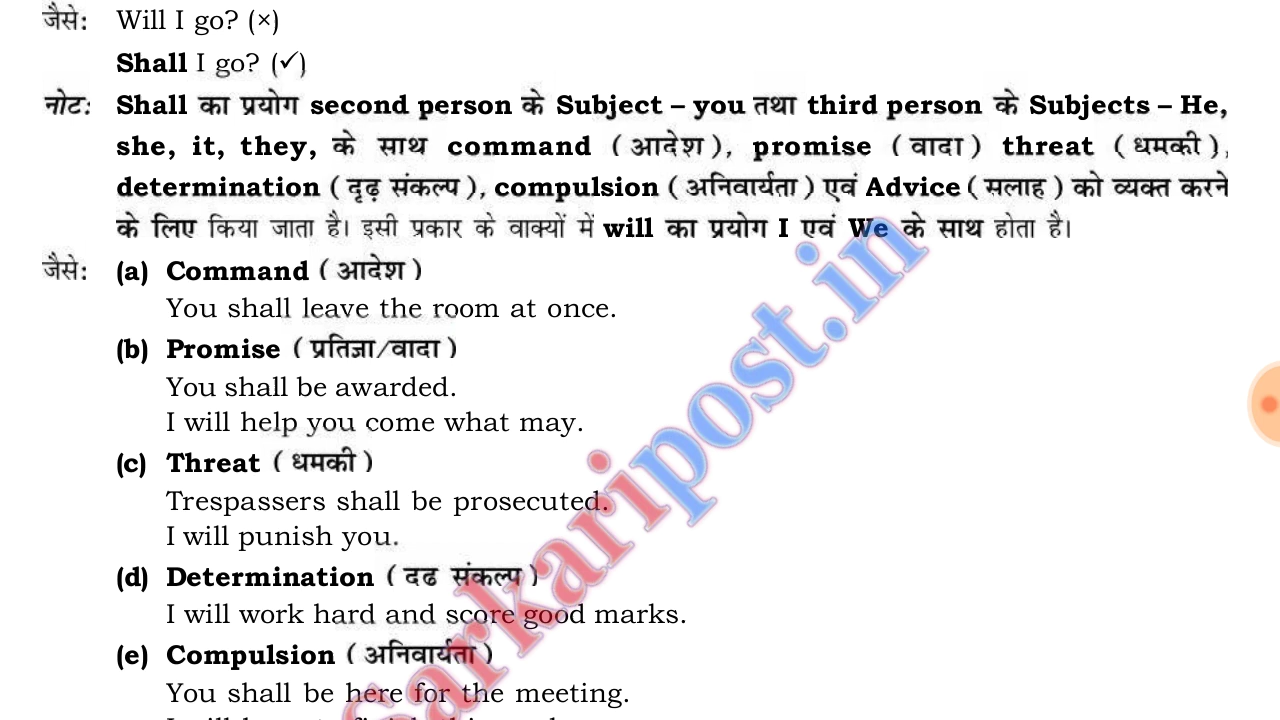 जैसे: Will I go? (×)
Shall I go? (✓)
नोट: Shall का प्रयोग second person के Subject – you तथा third person के Subjects – He,
she, it, they, के साथ command (आदेश), promise (वादा) threat (धमकी),
determination (दृढ़ संकल्प), compulsion (अनिवार्यता) एवं Advice (सलाह) को व्यक्त करने
के लिए किया जाता है। इसी प्रकार के वाक्यों में will का प्रयोग I एवं We के साथ होता है।
जैसे: (a) Command (आदेश)
You shall leave the room at once.
(b) Promise (प्रतिज्ञा/वादा)
You shall be awarded.
I will help you come what may.
(c) Threat (धमकी)
Trespassers shall be prosecuted.
I will punish you.
(d) Determination (दढ संकल्प)
I will work hard and score good marks.
(e) Compulsion (अनिवार्यता)
You shall be here for the meeting.
Sarkaripost.in